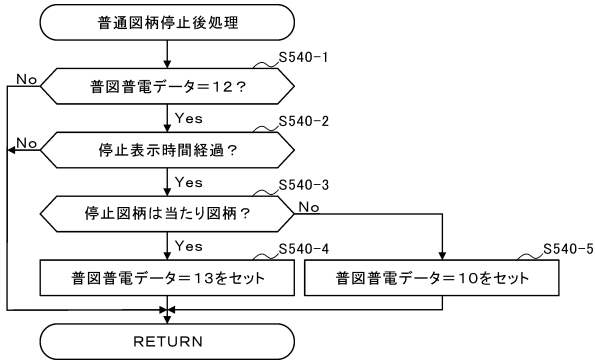 普通図柄停止後処理
S540-1
No
普図普電データ＝１２？
Yes
S540-2
No
停止表示時間経過？
Yes
S540-3
停止図柄は当たり図柄？
No
Yes
S540-4
S540-5
普図普電データ＝１３をセット
普図普電データ＝１０をセット
RETURN